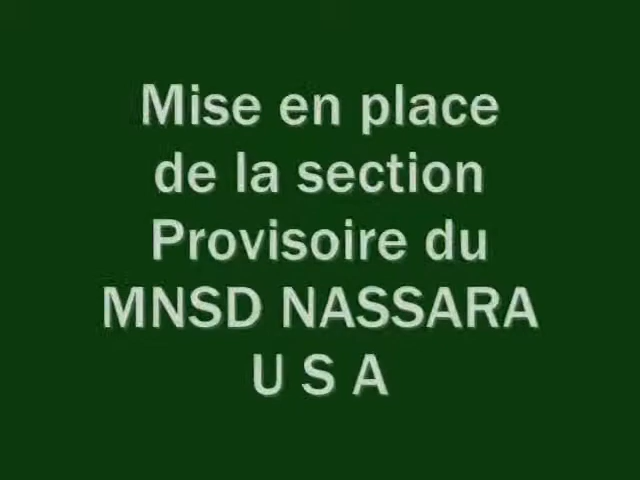 Mise en place
de la section
Provisoire du
MNSD NASSARA
U S A